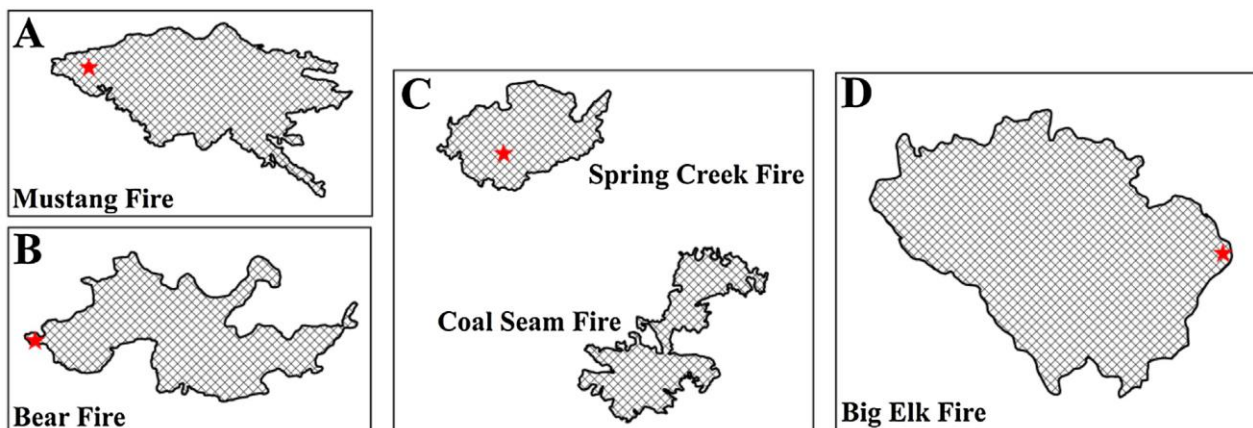 A
Mustang Fire
B
Bear Fire
C
Spring Creek Fire
Coal Seam Fire
D
Big Elk Fire